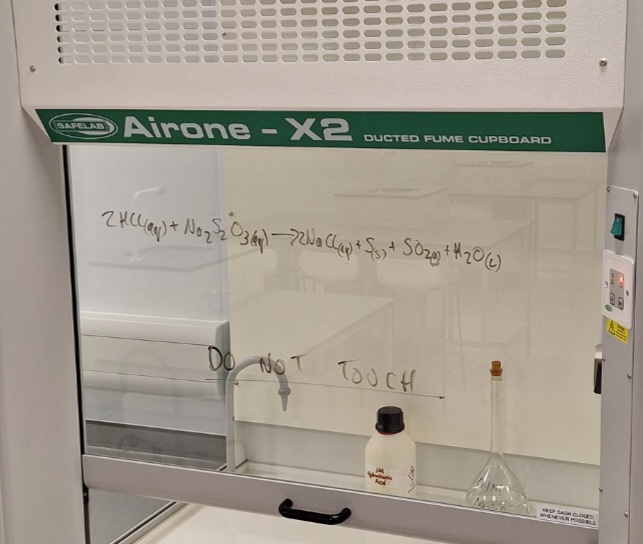 SAFELAB Airone - X2 DUCTED FUME CUPBOARD
2HCl(aq) + Na2S2O3(aq) → 2NaCl(aq) + S(s) + SO2(g) + H2O(l)
DO NOT TOUCH
1M
Hydrochloric
Acid
KEEP SASH CLOSED
WHENEVER POSSIBLE